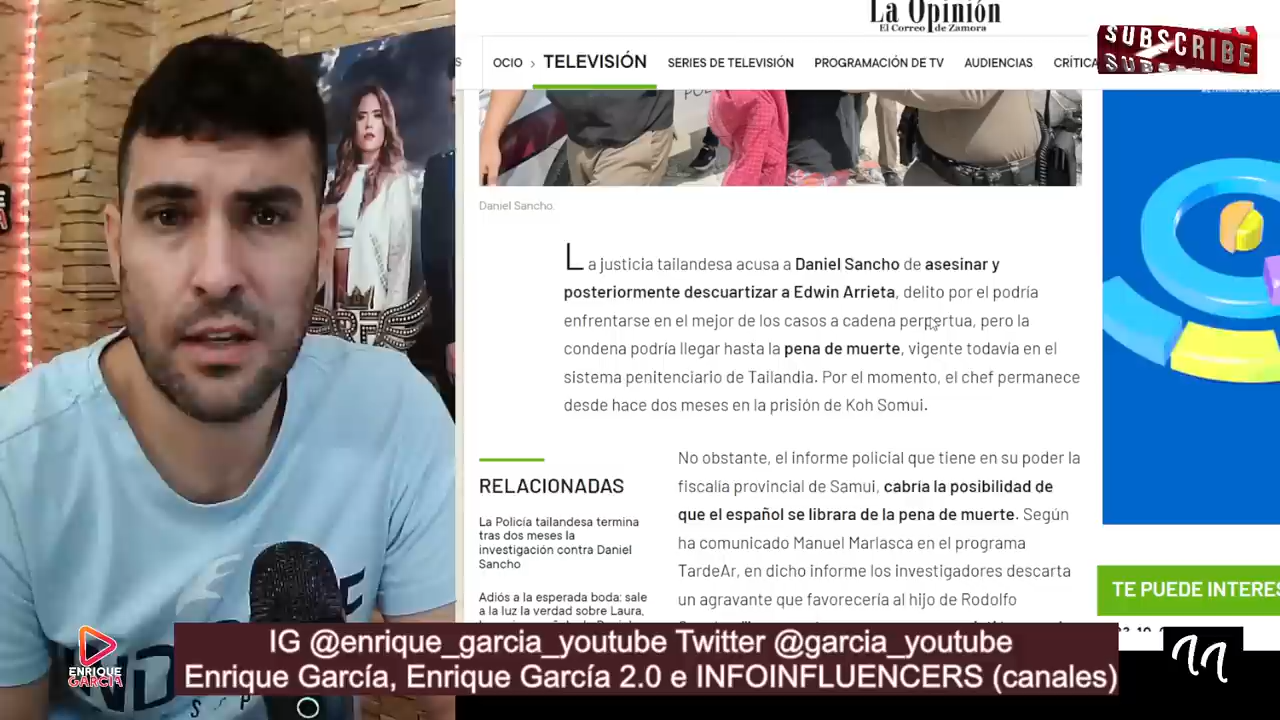 La Opinión
El Correo de Zamora
SUBSCRIBE
S OCIO › TELEVISIÓN SERIES DE TELEVISIÓN PROGRAMACIÓN DE TV AUDIENCIAS CRÍTICA
Daniel Sancho.
La justicia tailandesa acusa a Daniel Sancho de asesinar y
posteriormente descuartizar a Edwin Arrieta, delito por el podría
enfrentarse en el mejor de los casos a cadena perpertua, pero la
condena podría llegar hasta la pena de muerte, vigente todavía en el
sistema penitenciario de Tailandia. Por el momento, el chef permanece
desde hace dos meses en la prisión de Koh Somui.
No obstante, el informe policial que tiene en su poder la
fiscalía provincial de Samui, cabría la posibilidad de
que el español se librara de la pena de muerte. Según
ha comunicado Manuel Marlasca en el programa
TardeAr, en dicho informe los investigadores descarta
un agravante que favorecería al hijo de Rodolfo
RELACIONADAS
La Policía tailandesa termina
tras dos meses la
investigación contra Daniel
Sancho
Adiós a la esperada boda: sale
a la luz la verdad sobre Laura,
TE PUEDE INTERES
IG @enrique_garcia_youtube Twitter @garcia_youtube
Enrique García, Enrique García 2.0 e INFOINFLUENCERS (canales)
ENRIQUE
GARCÍA